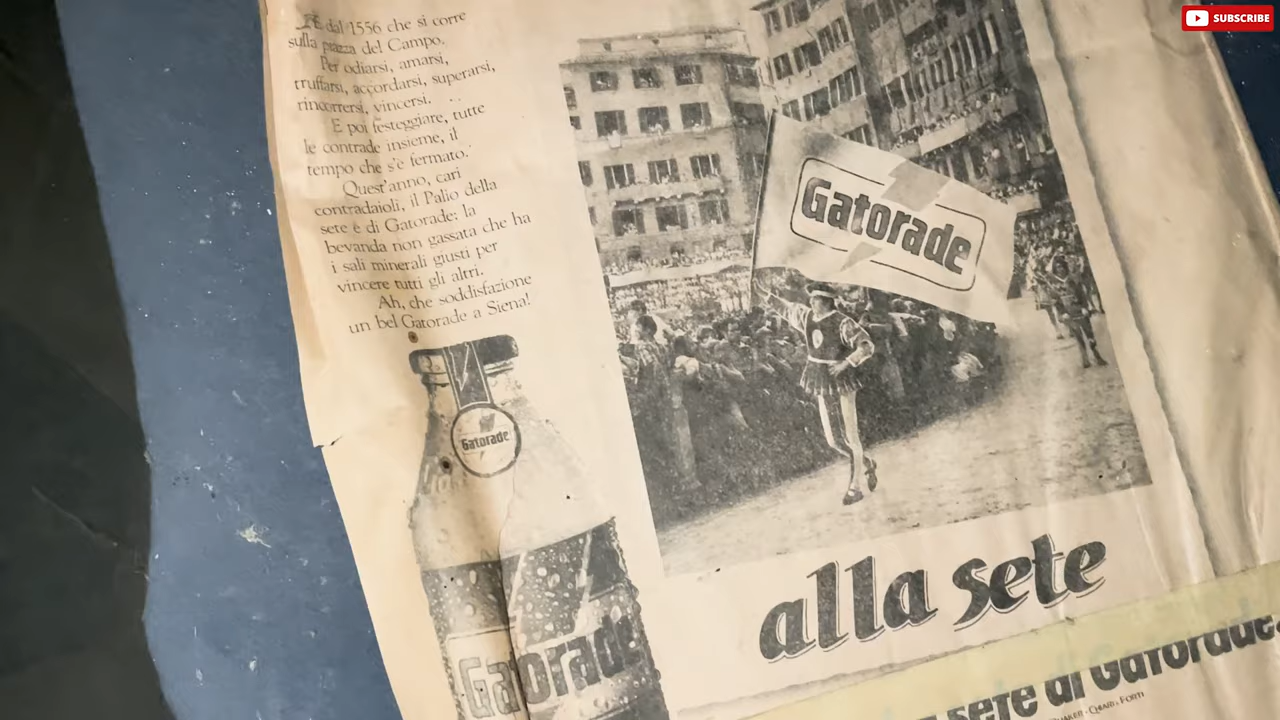 È dal 1556 che si corre
sulla piazza del Campo.
Per odiarsi, amarsi,
truffarsi, accordarsi, superarsi,
rincorrersi, vincersi.
E poi festeggiare, tutte
le contrade insieme, il
tempo che s'è fermato.
Quest'anno, cari
contradaioli, il Palio della
sete è di Gatorade: la
bevanda non gassata che ha
i sali minerali giusti per
vincere tutti gli altri.
Ah, che soddisfazione
un bel Gatorade a Siena!
Gatorade
Gatorade
Gatorade
alla sete
sete di Gatorade.
QUAKER - CHIARI, FORTI
SUBSCRIBE